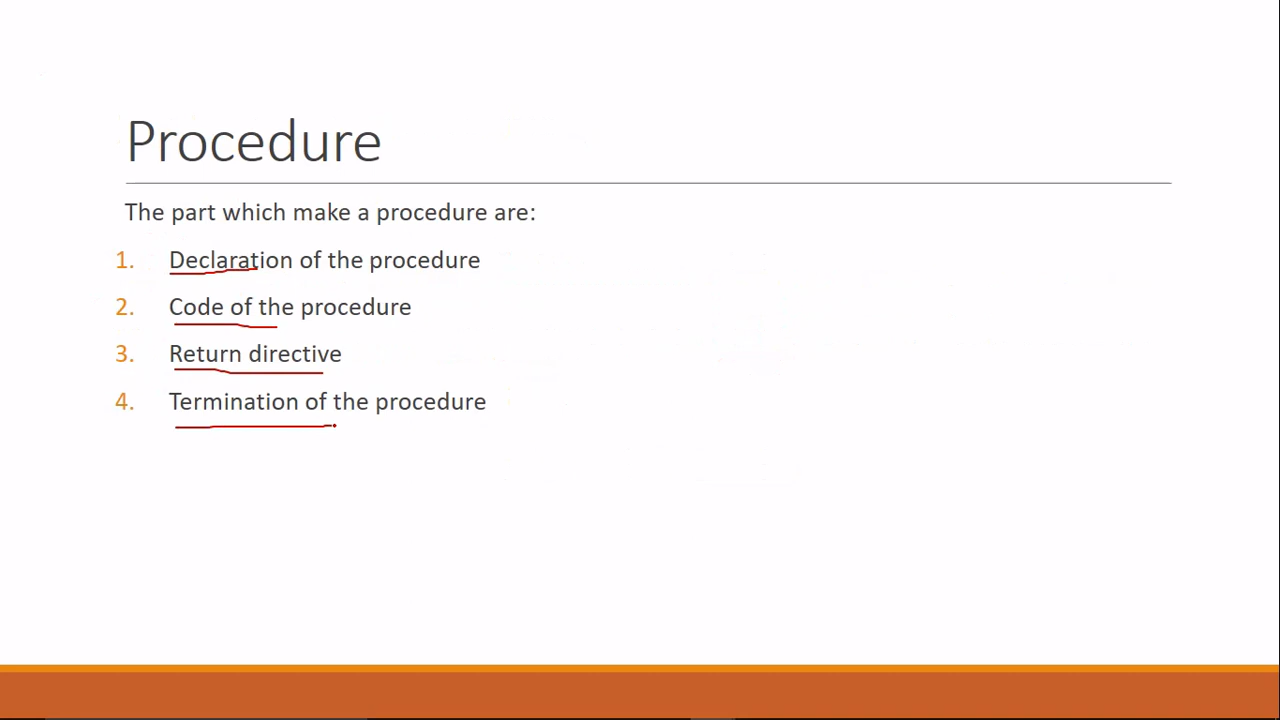 Procedure
The part which make a procedure are:
1. Declaration of the procedure
2. Code of the procedure
3. Return directive
4. Termination of the procedure